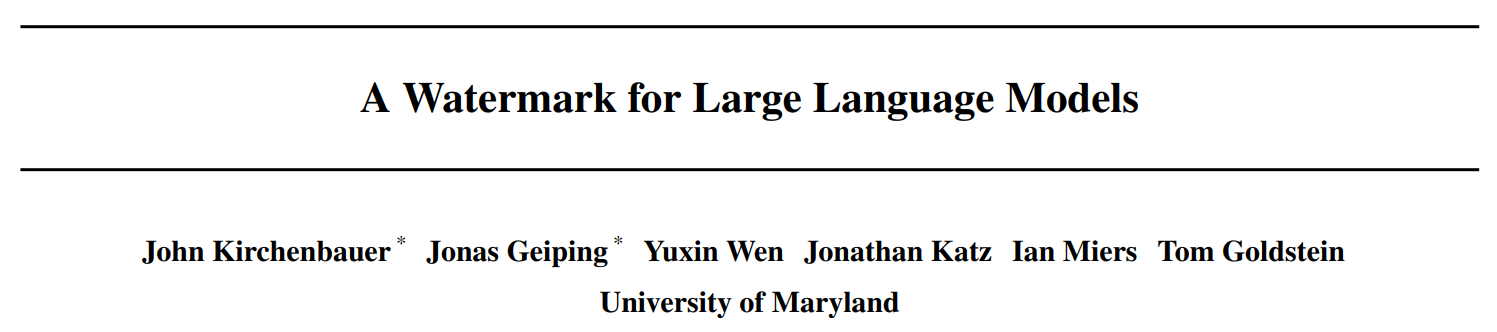 A Watermark for Large Language Models
John Kirchenbauer * Jonas Geiping * Yuxin Wen Jonathan Katz Ian Miers Tom Goldstein
University of Maryland